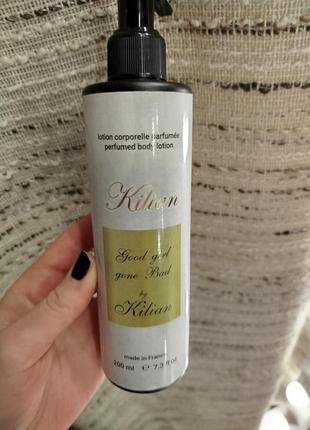 lotion corporelle parfumée
perfumed body lotion
Kilian
Good girl
gone Bad
by
Kilian
made in France
200 ml ℮ 7.3 fl oz